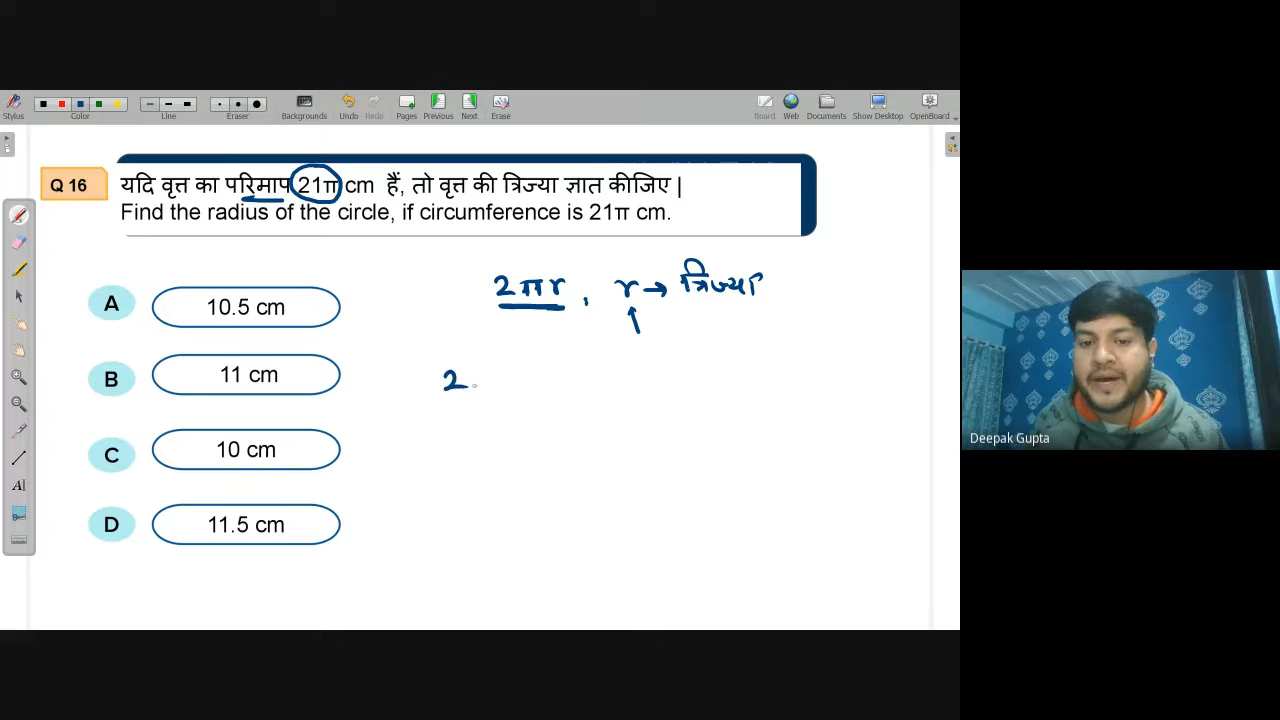 Stylus
Color
Line
Eraser
Backgrounds
Undo
Redo
Pages
Previous
Next
Erase
Board
Web
Documents
Show Desktop
OpenBoard
Q 16
यदि वृत्त का परिमाप 21π cm हैं, तो वृत्त की त्रिज्या ज्ञात कीजिए |
Find the radius of the circle, if circumference is 21π cm.
2πr , r → त्रिज्या
A 10.5 cm
2
B 11 cm
C 10 cm
D 11.5 cm
Deepak Gupta